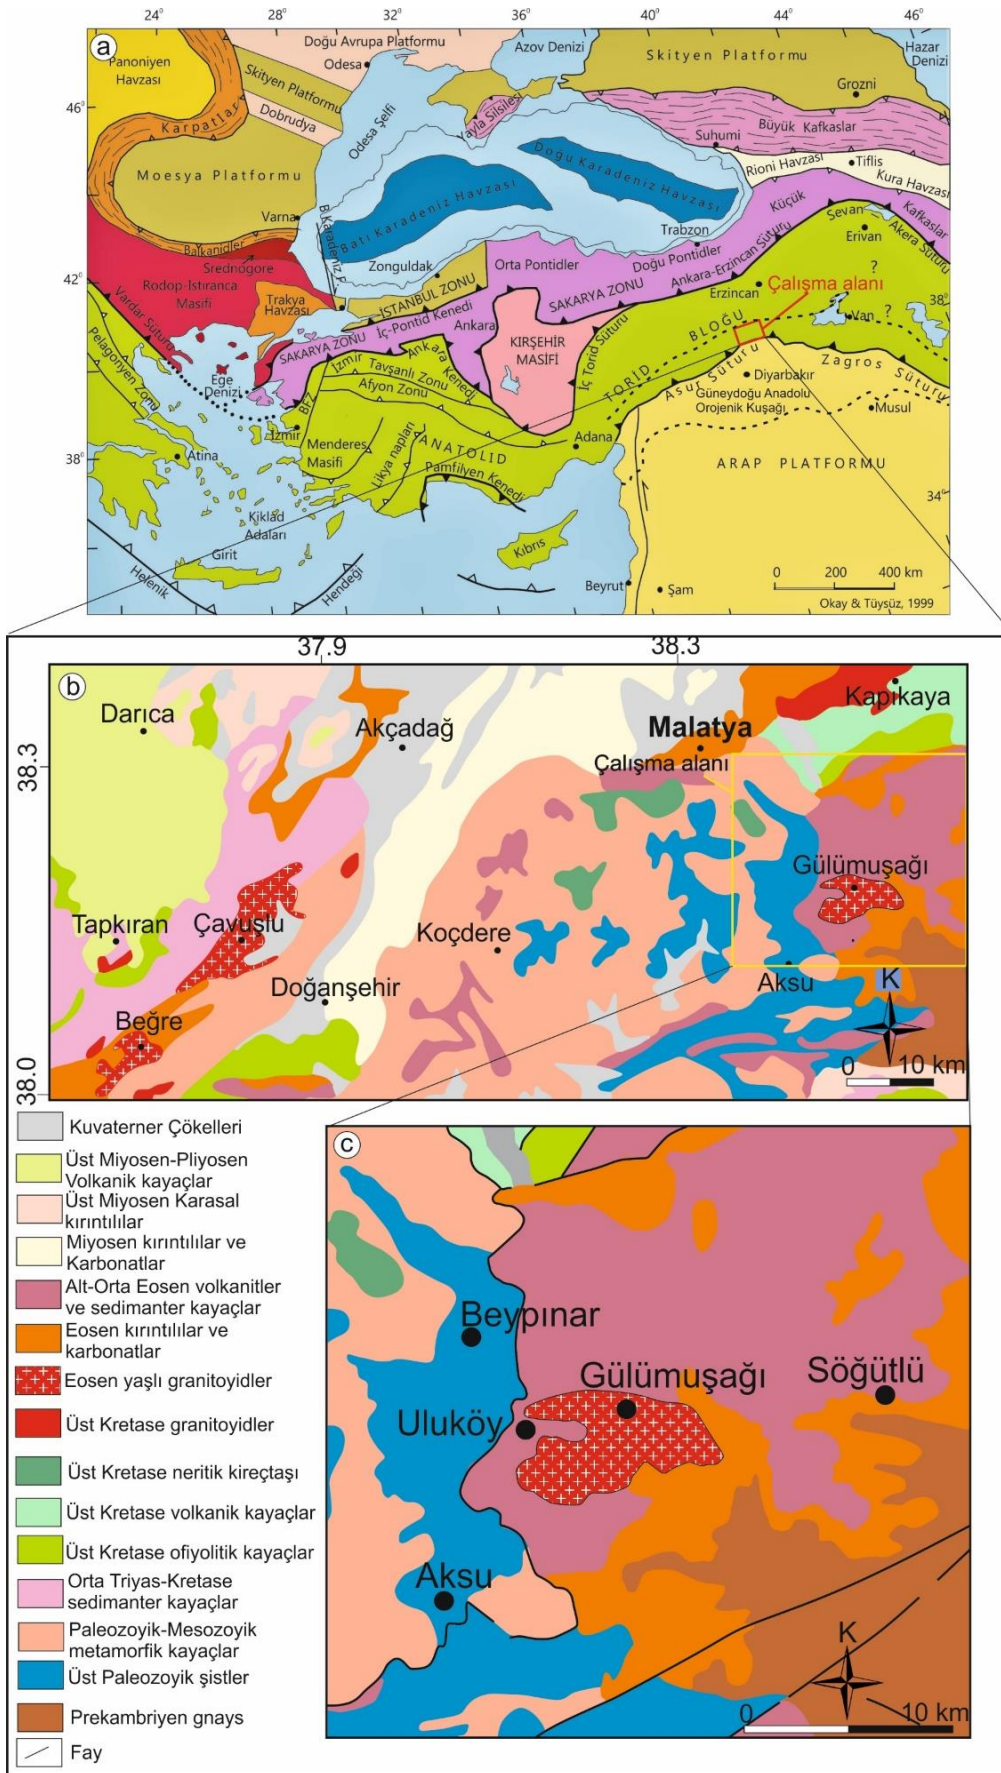 24°
28°
32°
36°
40°
44°
46°
a
Doğu Avrupa Platformu
Odesa
Azov Denizi
Skityen Platformu
Hazar
Denizi
Panoniyen
Havzası
Skityen Platformu
Grozni
46°
Karpatlar
Dobrudya
Odesa Şelfi
Yayla Silsilesi
Büyük Kafkaslar
Suhumi
Moesya Platformu
Doğu Karadeniz Havzası
Rioni Havzası
Tiflis
Kura Havzası
Batı Karadeniz Havzası
Varna
B.Karadeniz F.
Küçük
Kafkaslar
Sevan
Akera Suturu
Trabzon
Balkanidler
Srednogore
Zonguldak
Orta Pontidler
Doğu Pontidler
Erivan
42°
Rodop-Istıranca
Masifi
Trakya
Havzası
İSTANBUL ZONU
SAKARYA ZONU
Ankara-Erzincan Sütürü
?
Çalışma alanı
Erzincan
38°
Vardar Sütürü
İç-Pontid Kenedi
Ankara
KIRŞEHİR
MASİFİ
Van
?
SAKARYA ZONU
İzmir
Ankara Kenedi
İç Torid Sütürü
BLOĞU
Pelagonyen Zonu
Ege
Denizi
Tavşanlı Zonu
Afyon Zonu
TORİD
Asur Sütürü
Zagros Sütürü
Diyarbakır
BFZ
Güneydoğu Anadolu
Orojenik Kuşağı
Musul
İzmir
Menderes
Masifi
Likya napları
ANATOLID
Adana
38°
Atina
Pamfilyen Kenedi
ARAP PLATFORMU
34°
Kiklad
Adaları
Girit
Kıbrıs
Helenik
Hendeği
Beyrut
Şam
0 200 400 km
Okay & Tüysüz, 1999
37.9
38.3
b
Darıca
Akçadağ
Malatya
Kapıkaya
38.3
Çalışma alanı
Gülümuşağı
Tapkıran
Çavuşlu
Koçdere
Doğanşehir
Aksu
K
Beğre
38.0
0 10 km
Kuvaterner Çökelleri
Üst Miyosen-Pliyosen
Volkanik kayaçlar
Üst Miyosen Karasal
kırıntılılar
Miyosen kırıntılılar ve
Karbonatlar
Alt-Orta Eosen volkanitler
ve sedimanter kayaçlar
Eosen kırıntılılar ve
karbonatlar
Eosen yaşlı granitoyidler
Üst Kretase granitoyidler
Üst Kretase neritik kireçtaşı
Üst Kretase volkanik kayaçlar
Üst Kretase ofiyolitik kayaçlar
Orta Triyas-Kretase
sedimanter kayaçlar
Paleozoyik-Mesozoyik
metamorfik kayaçlar
Üst Paleozoyik şistler
Prekambriyen gnays
Fay
c
Beypınar
Gülümuşağı
Söğütlü
Uluköy
Aksu
K
0 10 km